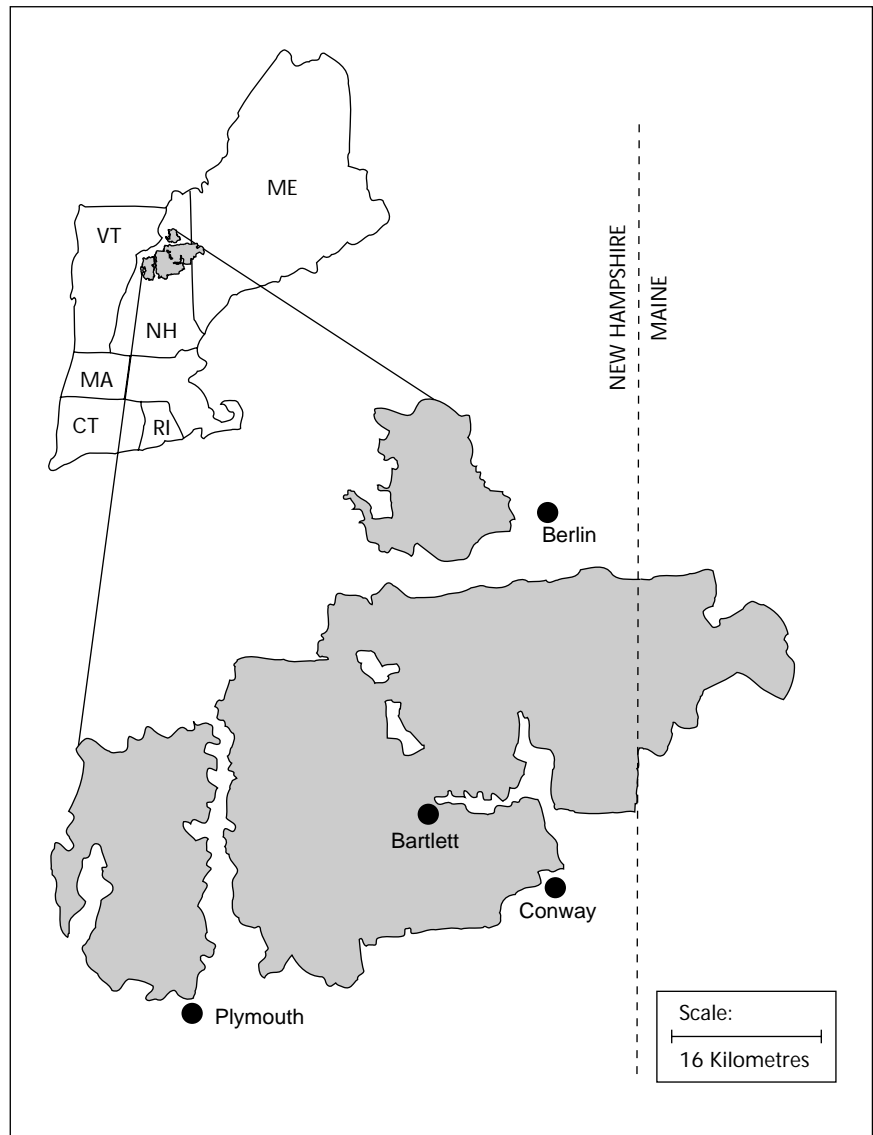 ME
VT
NH
MA
CT
RI
NEW HAMPSHIRE
MAINE
Berlin
Bartlett
Conway
Plymouth
Scale:
16 Kilometres